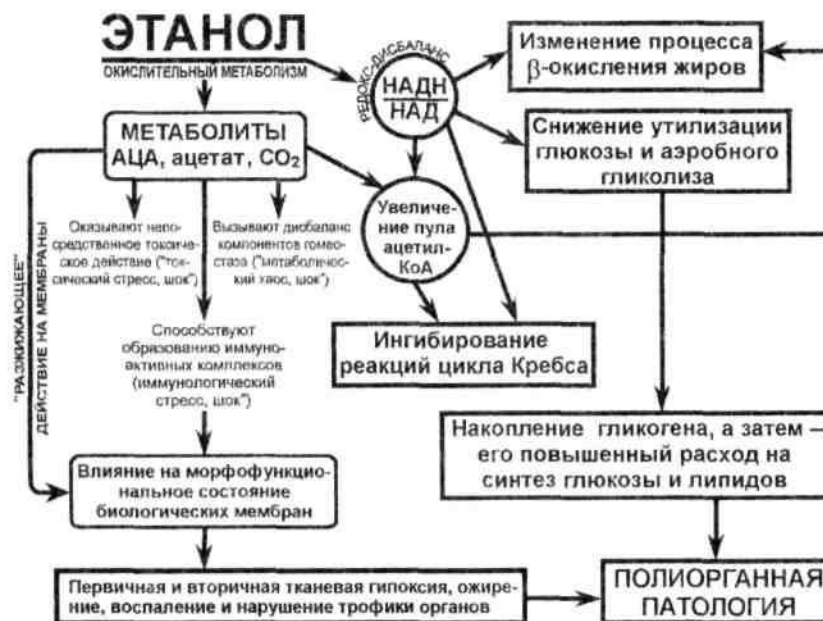 ЭТАНОЛ
ОКИСЛИТЕЛЬНЫЙ МЕТАБОЛИЗМ
РЕДОКС-ДИСБАЛАНС
НАДН
НАД
Изменение процесса
β-окисления жиров
МЕТАБОЛИТЫ
АЦА, ацетат, CO₂
Снижение утилизации
глюкозы и аэробного
гликолиза
Увеличе-
ние пула
ацетил-
КоА
Оказывают непо-
средственное токсиче-
ское действие ("ток-
сический стресс, шок")
Вызывают дисбаланс
компонентов гомео-
стаза ("метаболичес-
кий хаос, шок")
"РАЗЖИЖАЮЩЕЕ"
ДЕЙСТВИЕ НА МЕМБРАНЫ
Способствуют
образованию иммуно-
активных комплексов
(иммунологический
стресс, шок")
Ингибирование
реакций цикла Кребса
Накопление гликогена, а затем —
его повышенный расход на
синтез глюкозы и липидов
Влияние на морфофункци-
ональное состояние
биологических мембран
Первичная и вторичная тканевая гипоксия, ожире-
ние, воспаление и нарушение трофики органов
ПОЛИОРГАННАЯ
ПАТОЛОГИЯ